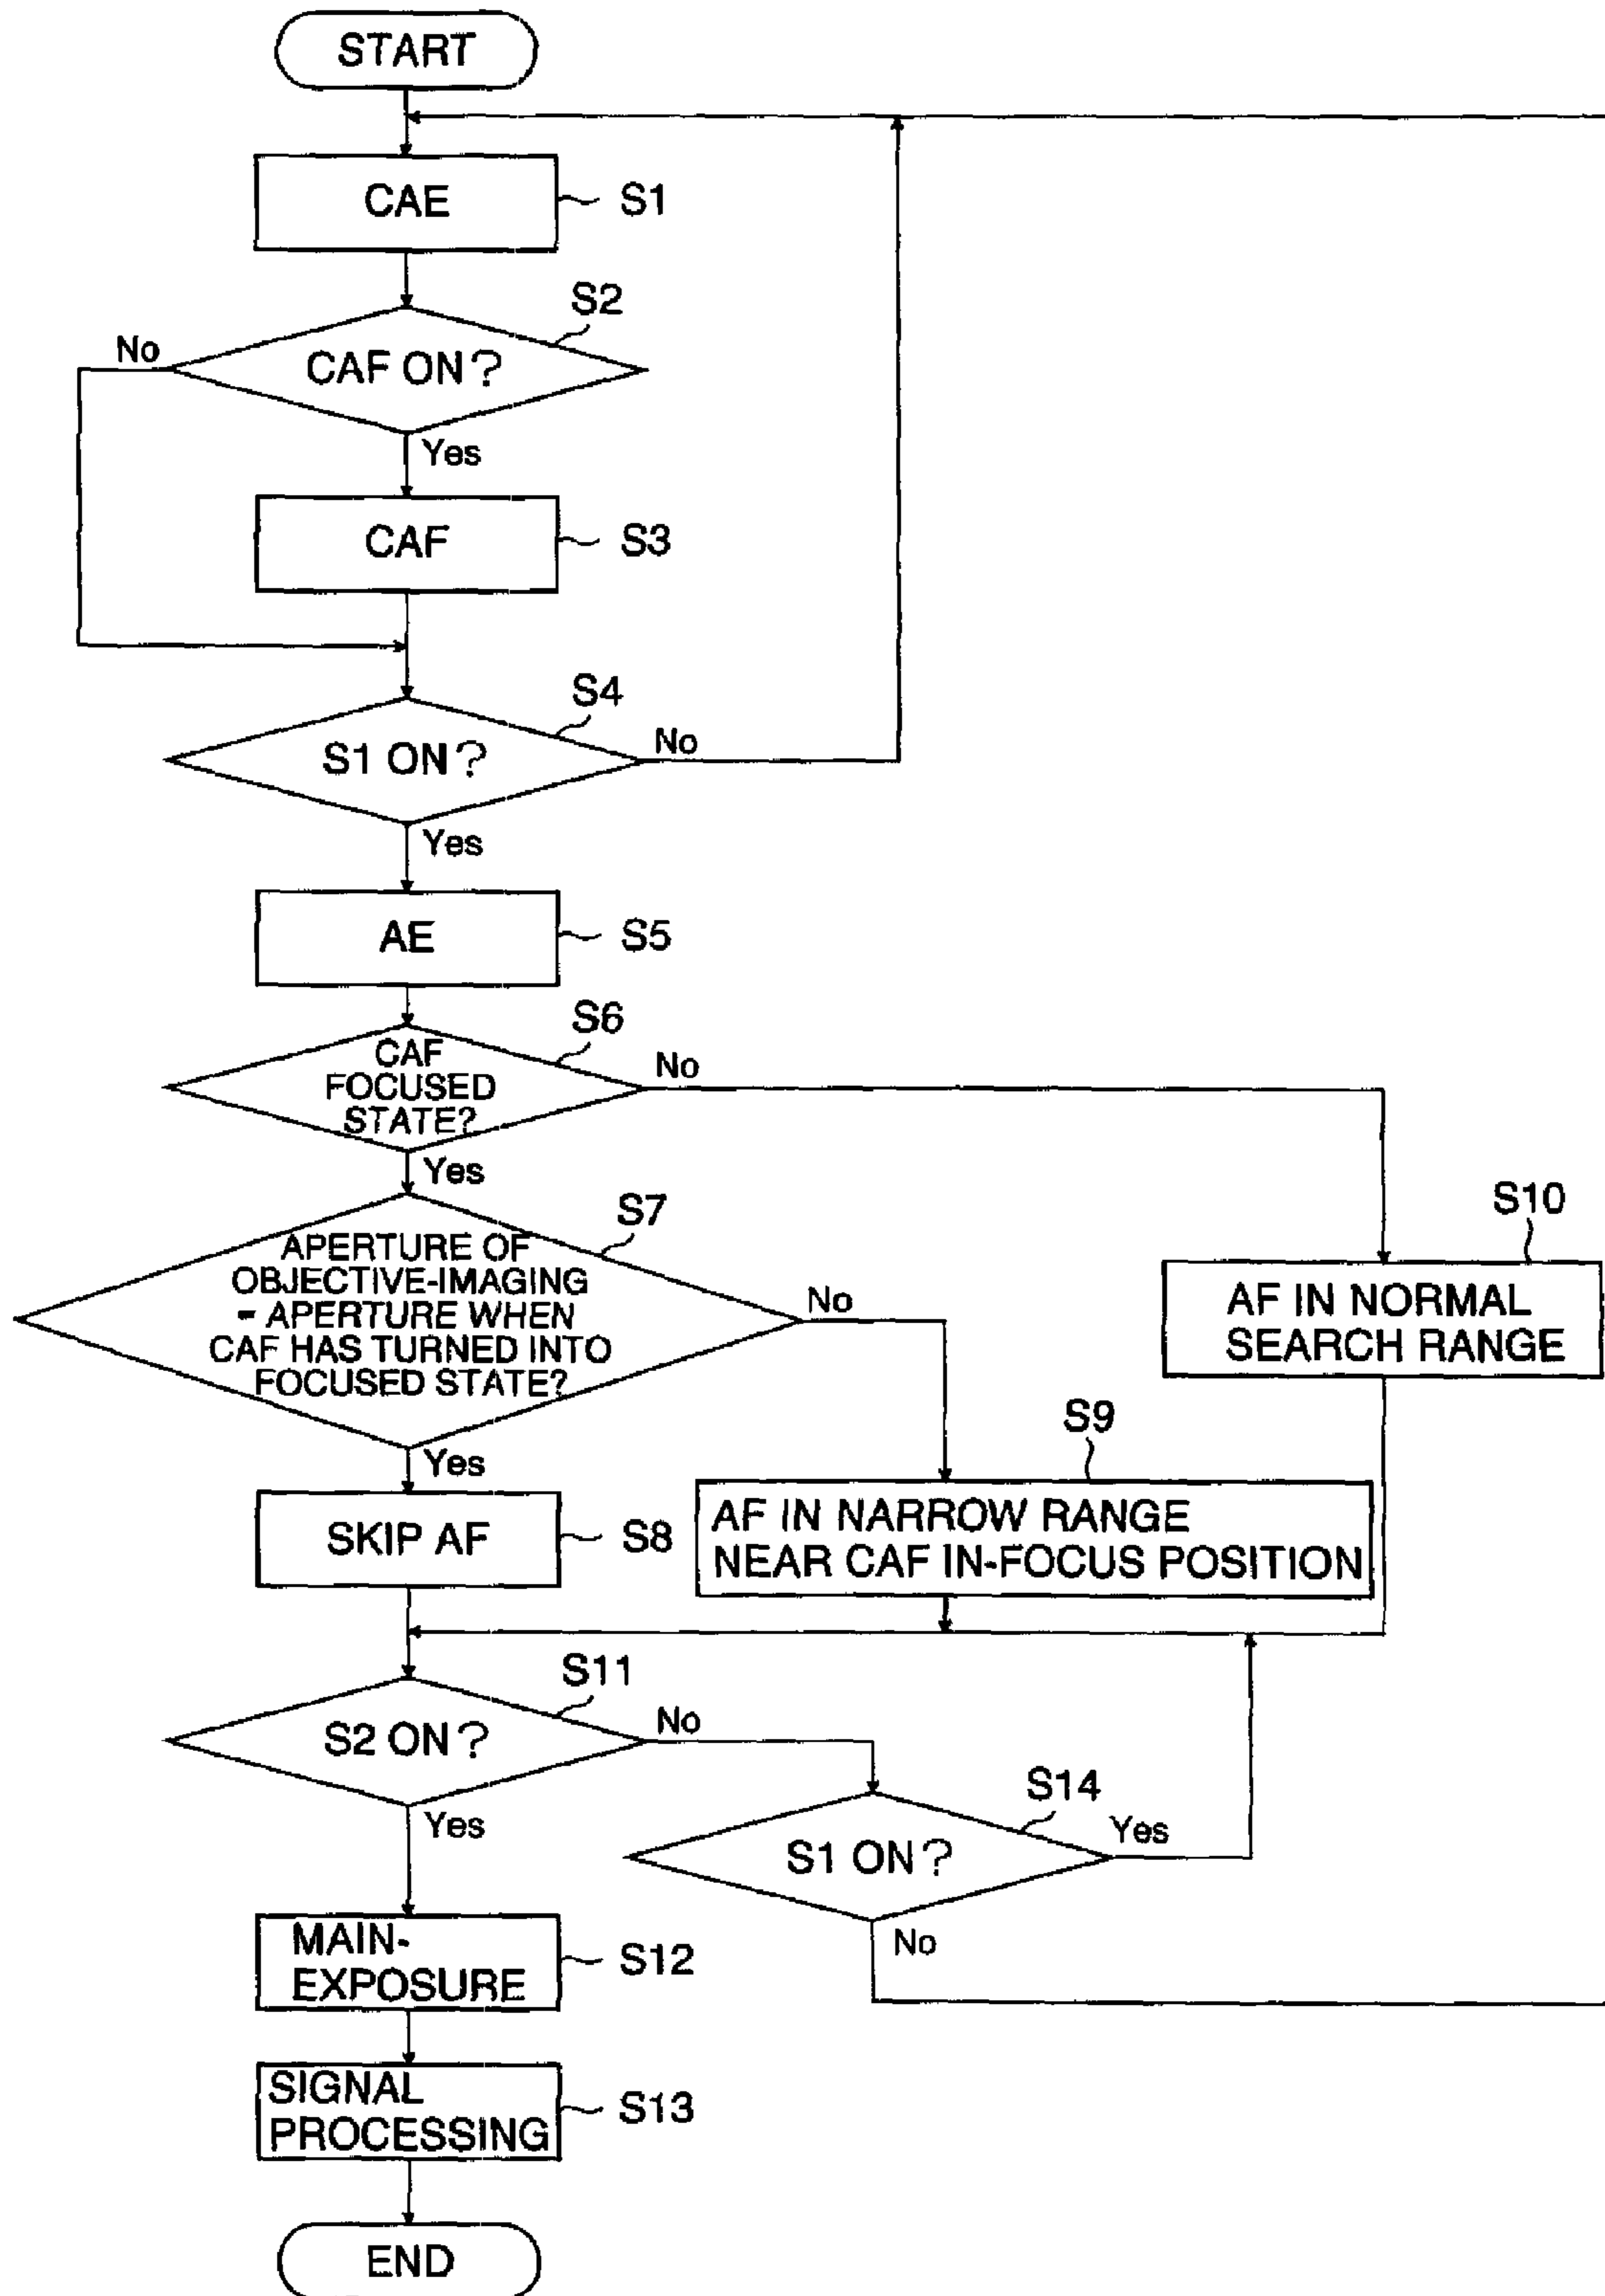 START
CAE
S1
S2
No
CAF ON?
Yes
CAF
S3
S4
S1 ON?
No
Yes
AE
S5
S6
CAF
FOCUSED
STATE?
No
Yes
S7
APERTURE OF
OBJECTIVE-IMAGING
= APERTURE WHEN
CAF HAS TURNED INTO
FOCUSED STATE?
No
Yes
S10
AF IN NORMAL
SEARCH RANGE
S9
AF IN NARROW RANGE
NEAR CAF IN-FOCUS POSITION
SKIP AF
S8
S11
S2 ON?
No
Yes
S14
S1 ON?
Yes
No
MAIN-
EXPOSURE
S12
SIGNAL
PROCESSING
S13
END